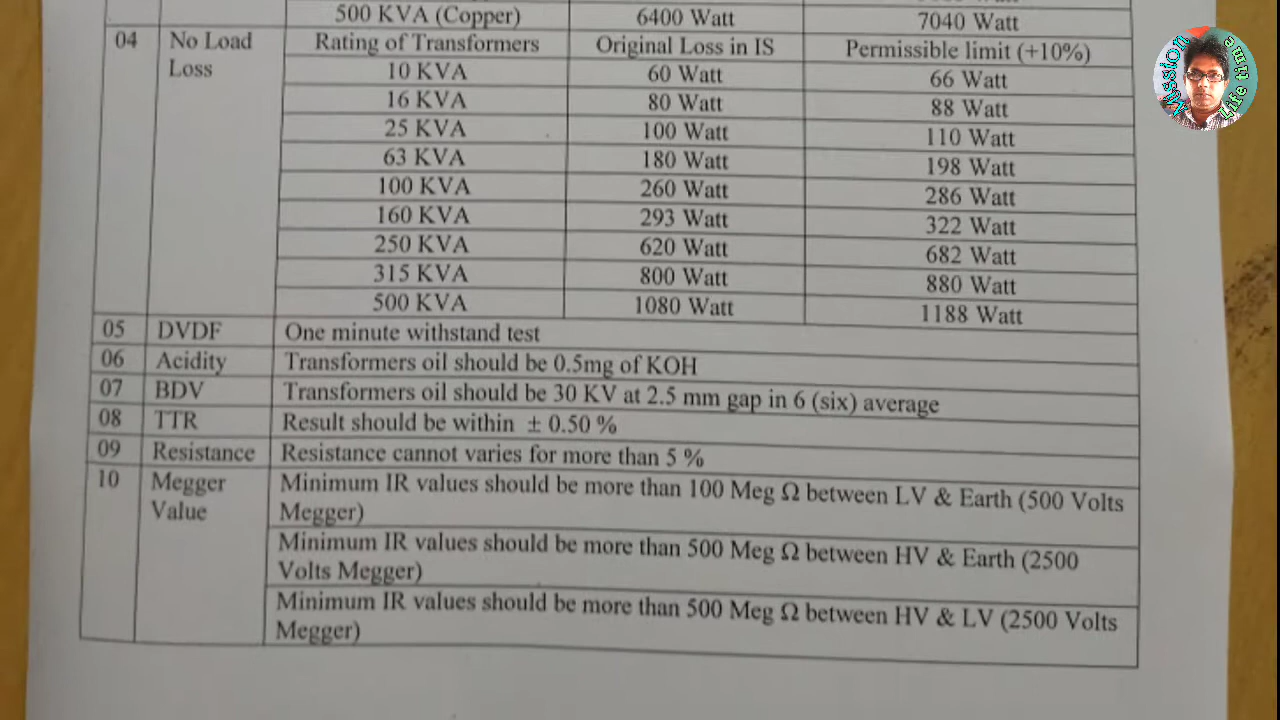 500 KVA (Copper) 6400 Watt 7040 Watt
04 No Load Loss Rating of Transformers Original Loss in IS Permissible limit (+10%)
10 KVA 60 Watt 66 Watt
16 KVA 80 Watt 88 Watt
25 KVA 100 Watt 110 Watt
63 KVA 180 Watt 198 Watt
100 KVA 260 Watt 286 Watt
160 KVA 293 Watt 322 Watt
250 KVA 620 Watt 682 Watt
315 KVA 800 Watt 880 Watt
500 KVA 1080 Watt 1188 Watt
05 DVDF One minute withstand test
06 Acidity Transformers oil should be 0.5mg of KOH
07 BDV Transformers oil should be 30 KV at 2.5 mm gap in 6 (six) average
08 TTR Result should be within ± 0.50 %
09 Resistance Resistance cannot varies for more than 5 %
10 Megger Value Minimum IR values should be more than 100 Meg Ω between LV & Earth (500 Volts
Megger)
Minimum IR values should be more than 500 Meg Ω between HV & Earth (2500
Volts Megger)
Minimum IR values should be more than 500 Meg Ω between HV & LV (2500 Volts
Megger)
Mission
Life